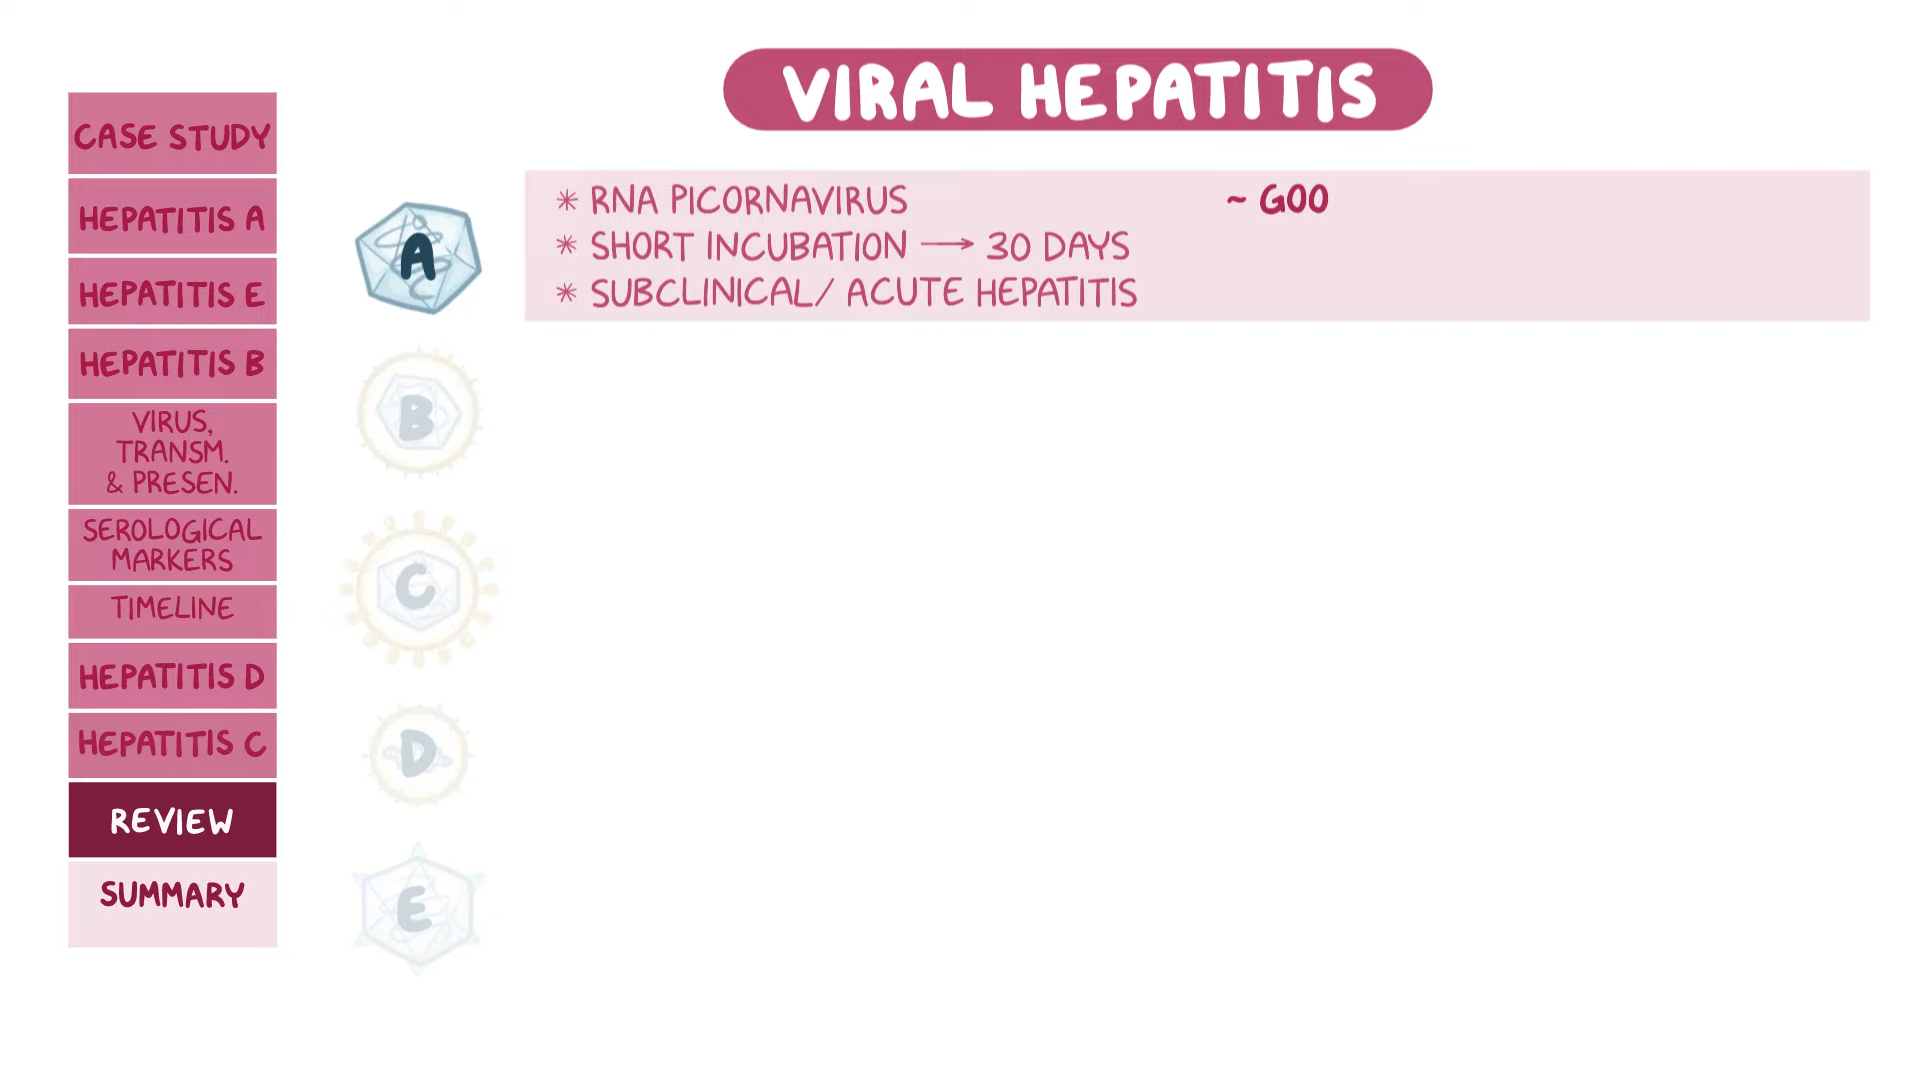 VIRAL HEPATITIS
CASE STUDY
HEPATITIS A
HEPATITIS E
HEPATITIS B
VIRUS,
TRANSM.
& PRESEN.
SEROLOGICAL
MARKERS
TIMELINE
HEPATITIS D
HEPATITIS C
REVIEW
SUMMARY
A
* RNA PICORNAVIRUS
* SHORT INCUBATION → 30 DAYS
* SUBCLINICAL/ ACUTE HEPATITIS
~ GOO
B
C
D
E